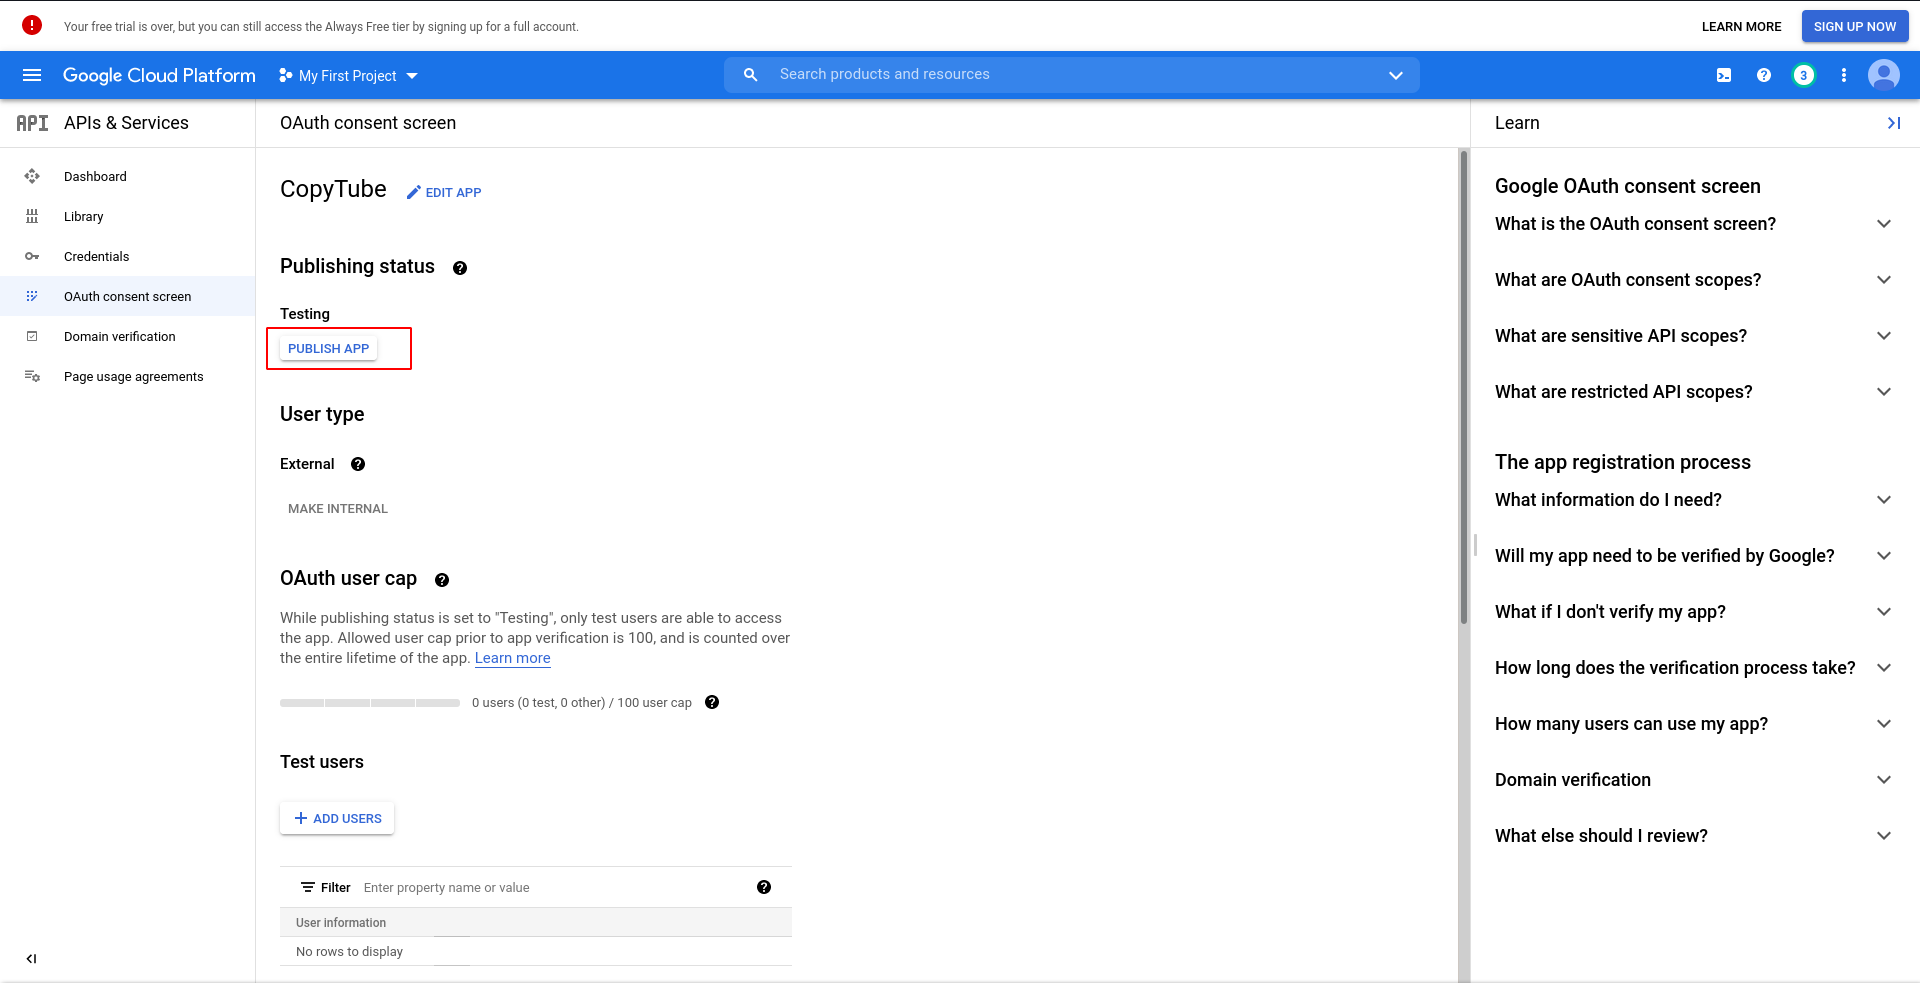 Your free trial is over, but you can still access the Always Free tier by signing up for a full account.
LEARN MORE
SIGN UP NOW
Google Cloud Platform
My First Project
Search products and resources
3
API
APIs & Services
Dashboard
Library
Credentials
OAuth consent screen
Domain verification
Page usage agreements
OAuth consent screen
CopyTube
EDIT APP
Publishing status
Testing
PUBLISH APP
User type
External
MAKE INTERNAL
OAuth user cap
While publishing status is set to "Testing", only test users are able to access
the app. Allowed user cap prior to app verification is 100, and is counted over
the entire lifetime of the app. Learn more
0 users (0 test, 0 other) / 100 user cap
Test users
ADD USERS
Filter
Enter property name or value
User information
No rows to display
Learn
Google OAuth consent screen
What is the OAuth consent screen?
What are OAuth consent scopes?
What are sensitive API scopes?
What are restricted API scopes?
The app registration process
What information do I need?
Will my app need to be verified by Google?
What if I don't verify my app?
How long does the verification process take?
How many users can use my app?
Domain verification
What else should I review?